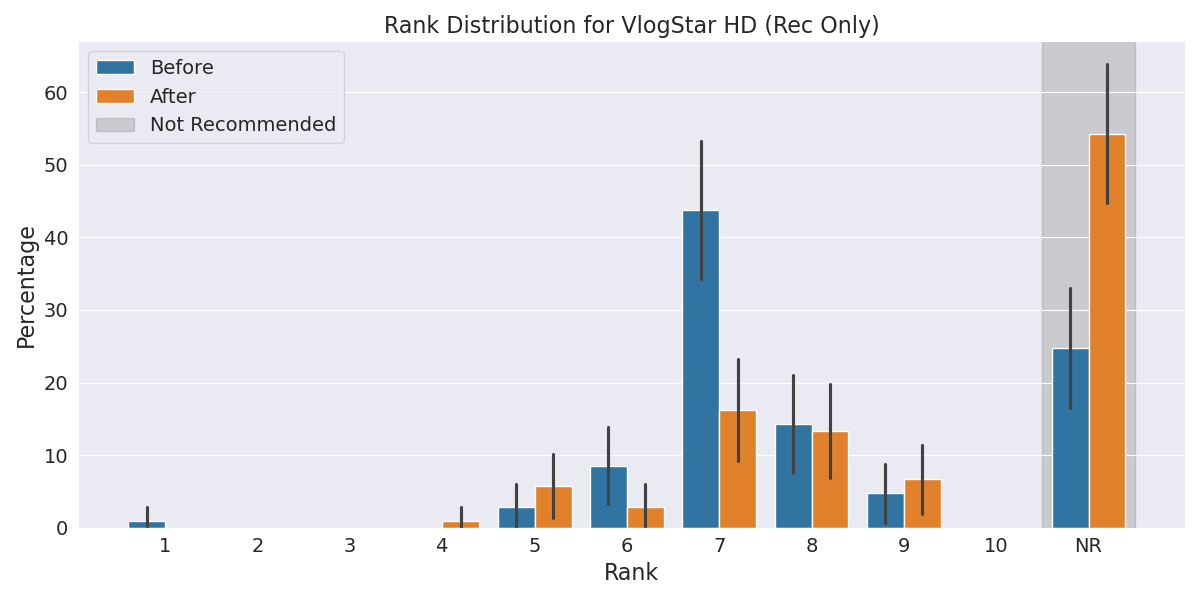 Rank Distribution for VlogStar HD (Rec Only)
Before
After
Not Recommended
Percentage
60
50
40
30
20
10
0
1 2 3 4 5 6 7 8 9 10 NR
Rank